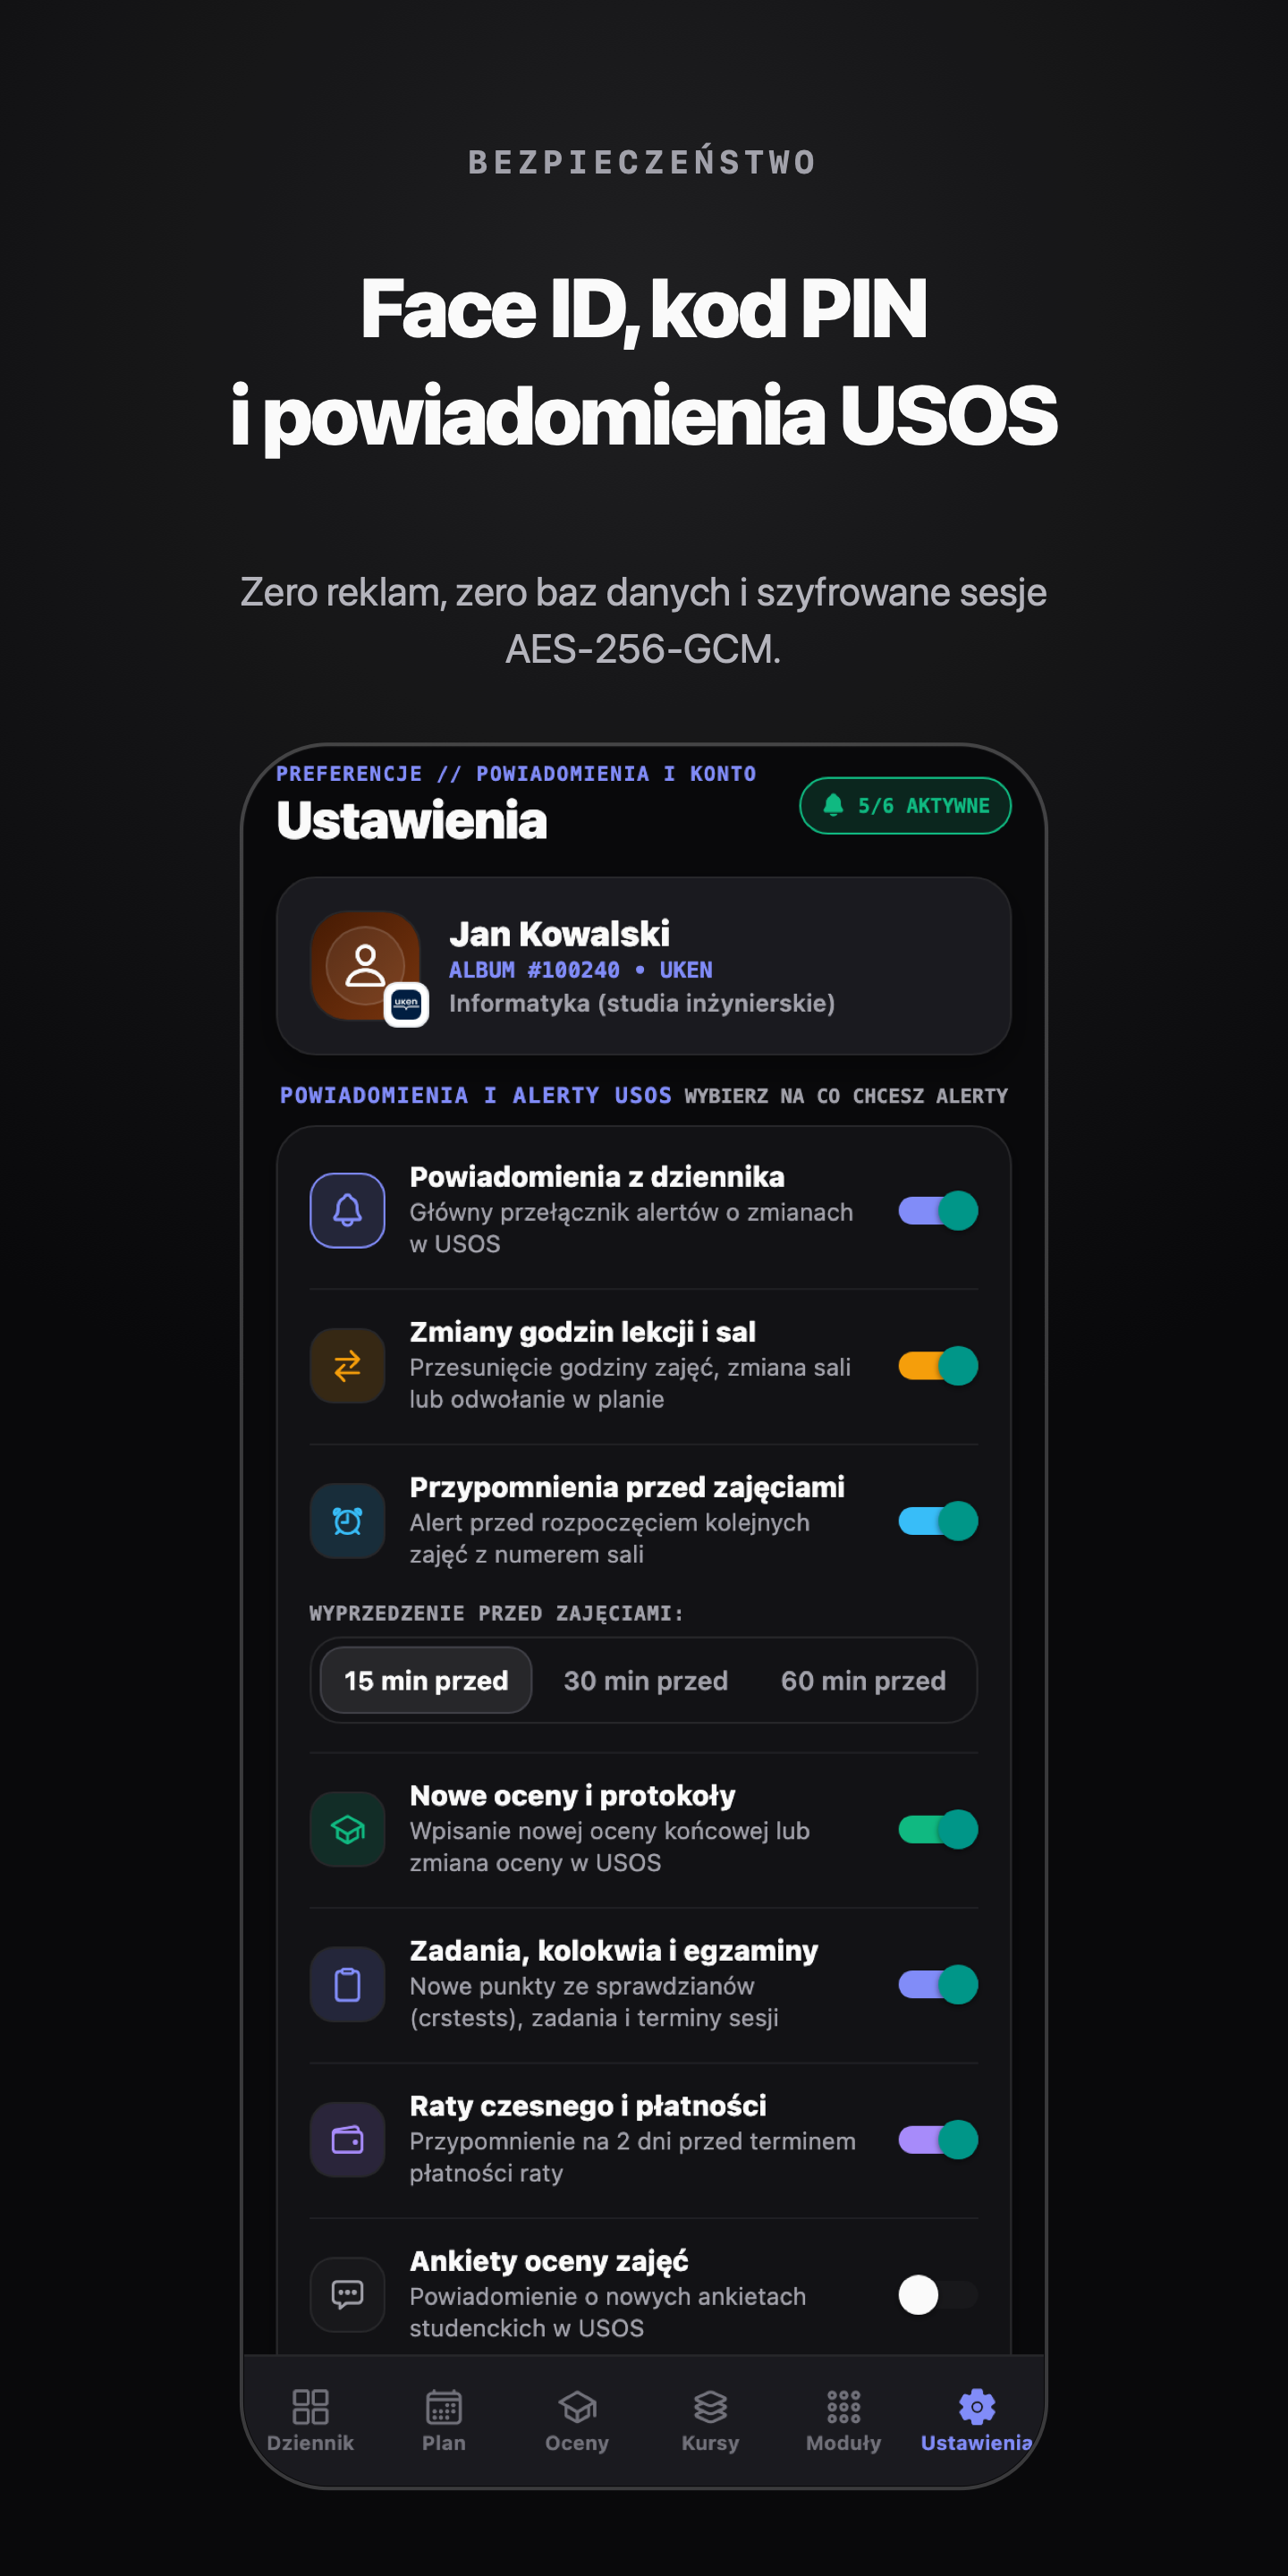 BEZPIECZEŃSTWO
Face ID, kod PIN
i powiadomienia USOS
Zero reklam, zero baz danych i szyfrowane sesje
AES-256-GCM.
PREFERENCJE // POWIADOMIENIA I KONTO
Ustawienia
5/6 AKTYWNE
Jan Kowalski
ALBUM #100240 • UKEN
Informatyka (studia inżynierskie)
uken
POWIADOMIENIA I ALERTY USOS WYBIERZ NA CO CHCESZ ALERTY
Powiadomienia z dziennika
Główny przełącznik alertów o zmianach
w USOS
Zmiany godzin lekcji i sal
Przesunięcie godziny zajęć, zmiana sali
lub odwołanie w planie
Przypomnienia przed zajęciami
Alert przed rozpoczęciem kolejnych
zajęć z numerem sali
WYPRZEDZENIE PRZED ZAJĘCIAMI:
15 min przed 30 min przed 60 min przed
Nowe oceny i protokoły
Wpisanie nowej oceny końcowej lub
zmiana oceny w USOS
Zadania, kolokwia i egzaminy
Nowe punkty ze sprawdzianów
(crstests), zadania i terminy sesji
Raty czesnego i płatności
Przypomnienie na 2 dni przed terminem
płatności raty
Ankiety oceny zajęć
Powiadomienie o nowych ankietach
studenckich w USOS
Dziennik Plan Oceny Kursy Moduły Ustawienia